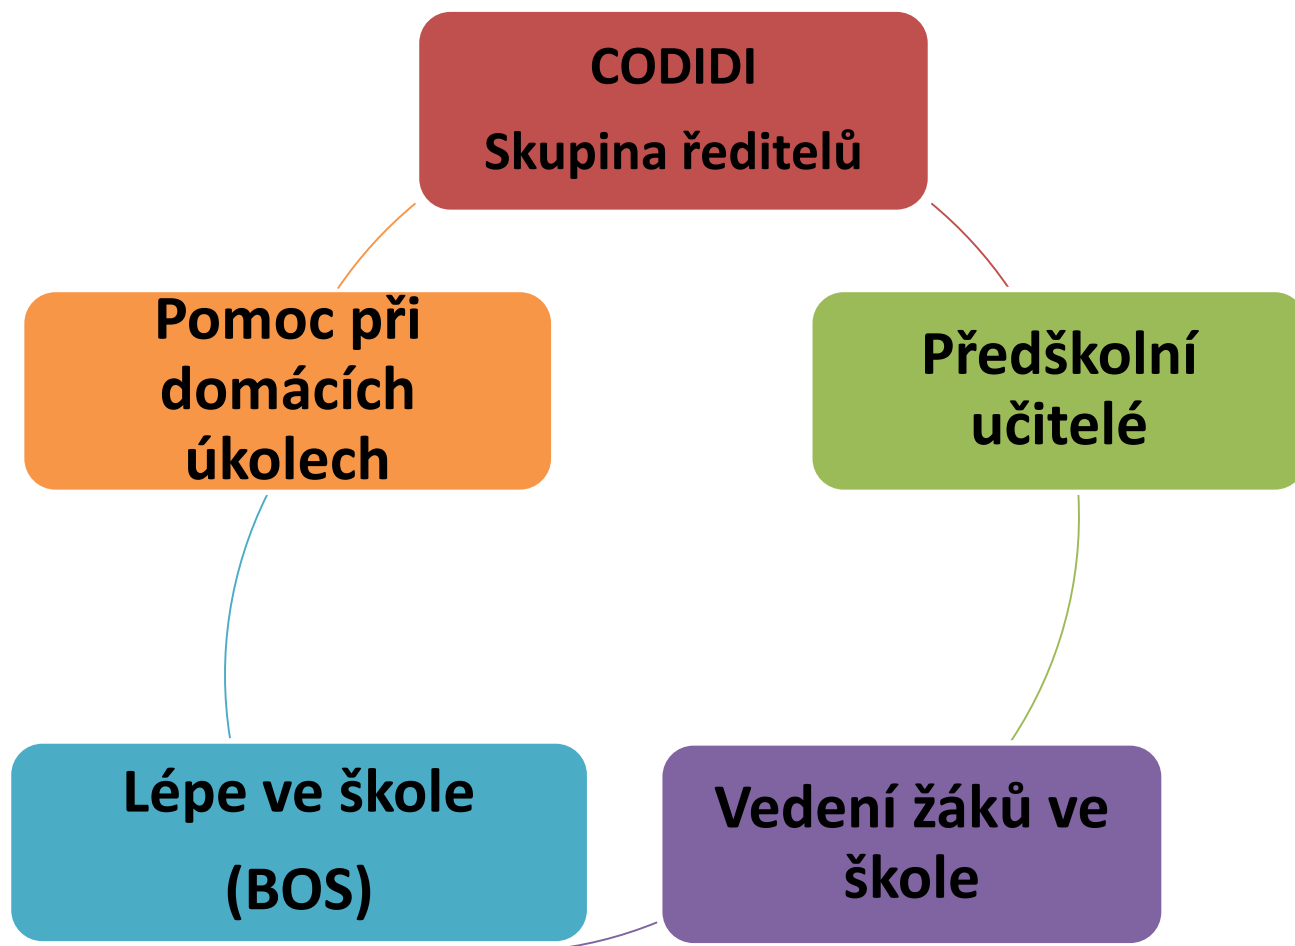 CODIDI
Skupina ředitelů
Pomoc při
domácích
úkolech
Předškolní
učitelé
Lépe ve škole
(BOS)
Vedení žáků ve
škole